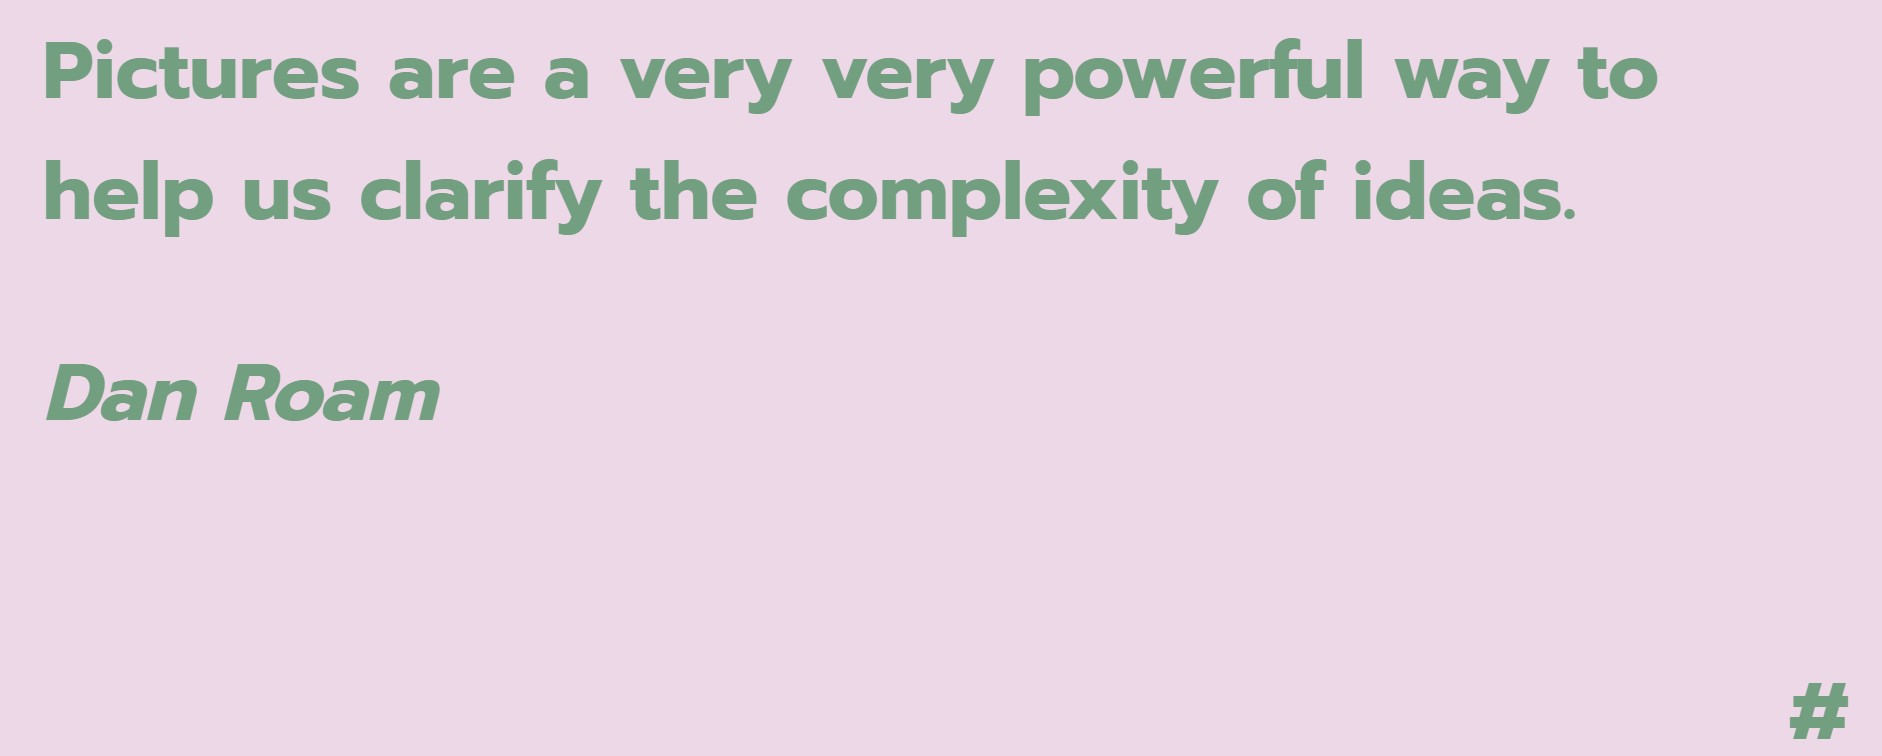 Pictures are a very very powerful way to
help us clarify the complexity of ideas.
Dan Roam
#